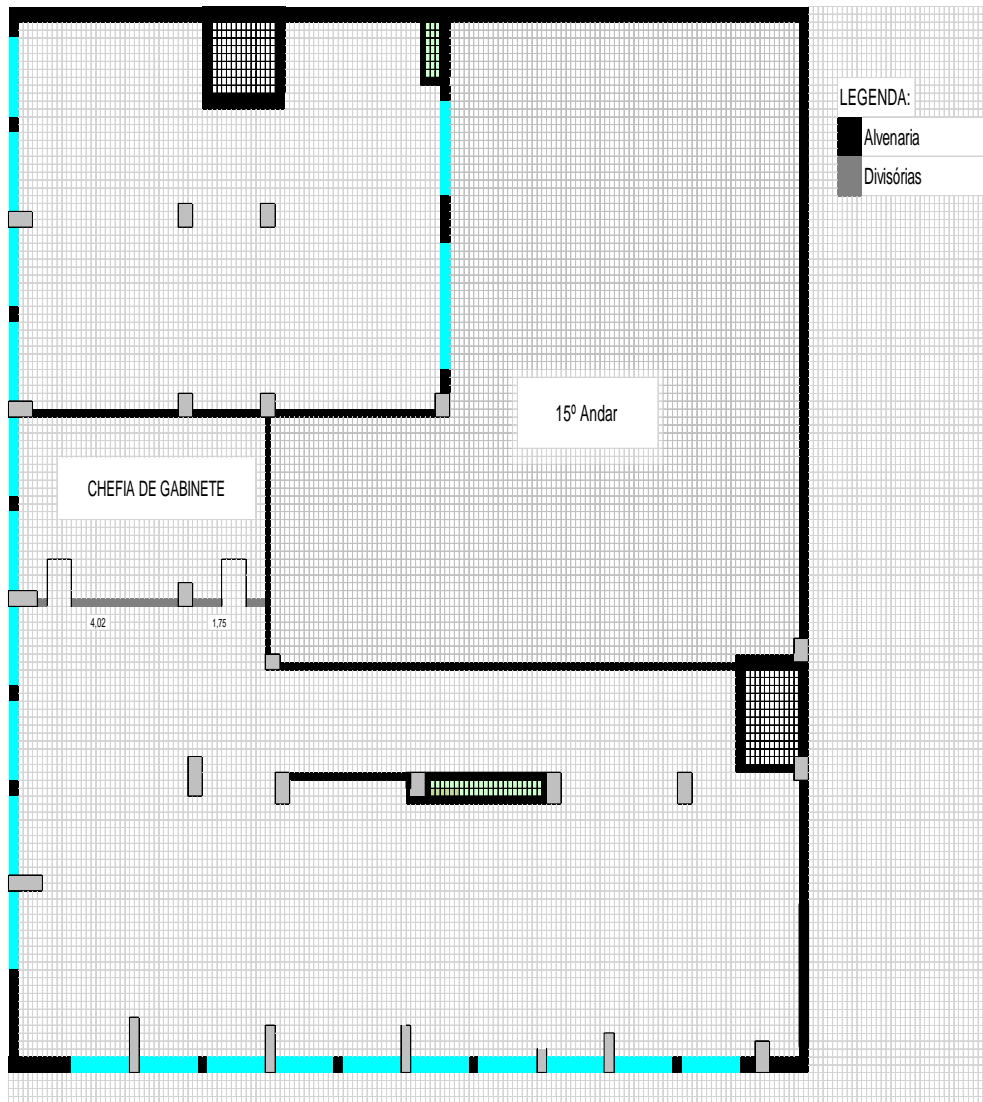 LEGENDA:
Alvenaria
Divisórias
15º Andar
CHEFIA DE GABINETE
4,02
1,75